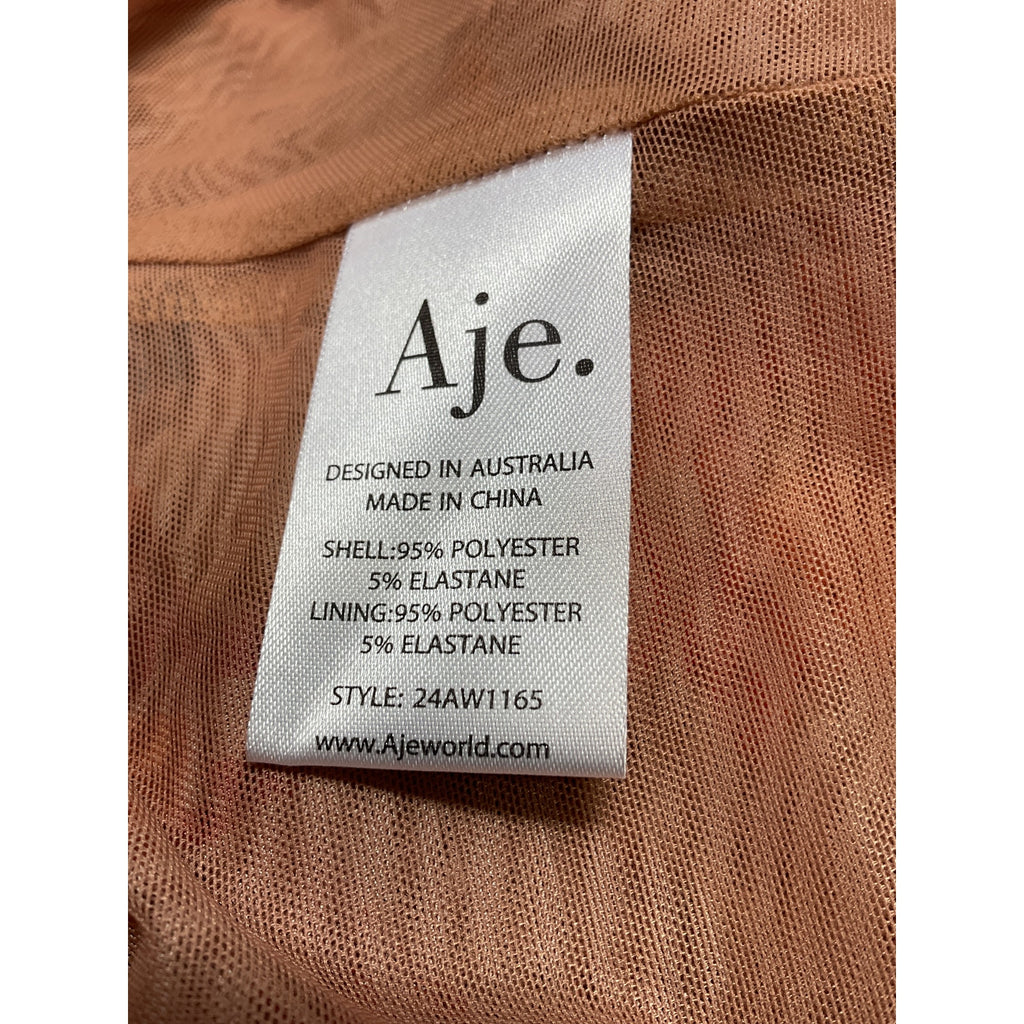 Aje.
DESIGNED IN AUSTRALIA
MADE IN CHINA
SHELL:95% POLYESTER
5% ELASTANE
LINING:95% POLYESTER
5% ELASTANE
STYLE: 24AW1165
www.Ajeworld.com